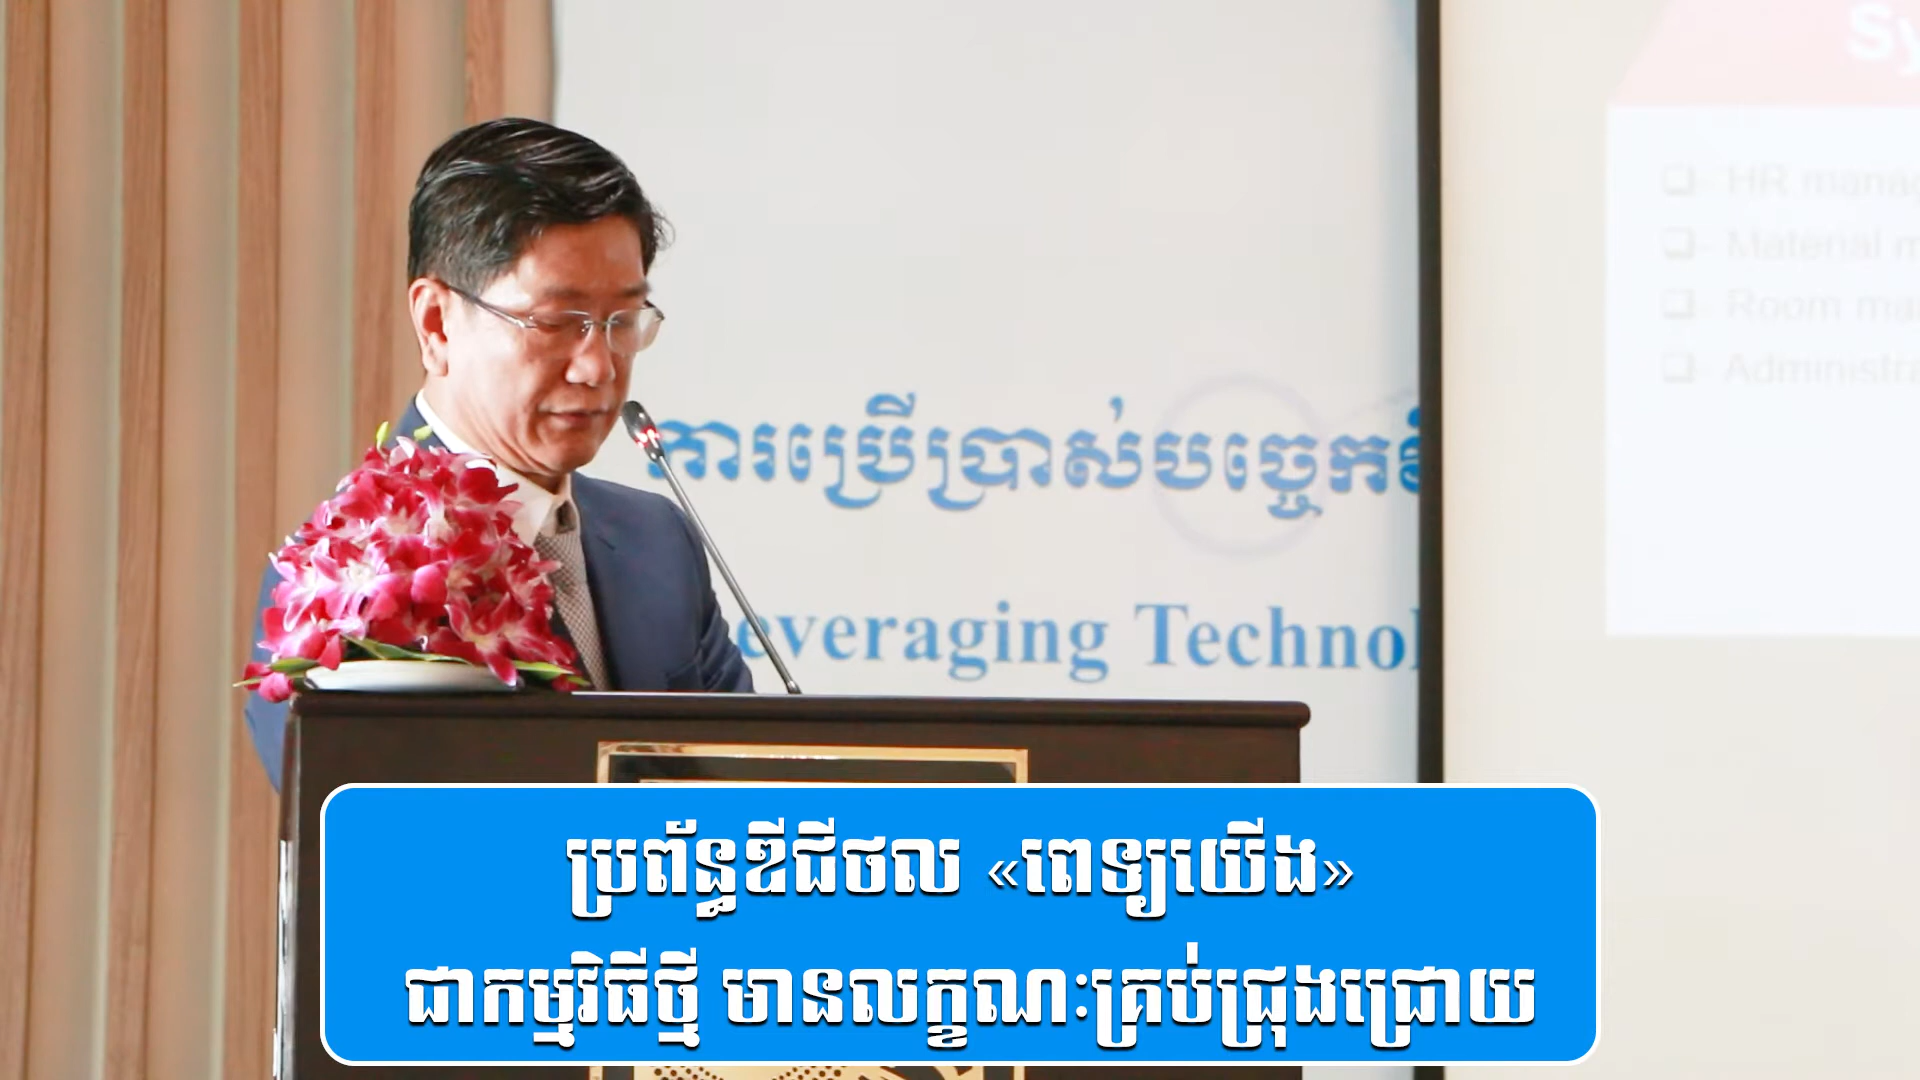 Sy
- HR manag
- Material m
- Room ma
- Administra
ការប្រើប្រាស់បច្ចេកវិ
everaging Technol
ប្រព័ន្ធឌីជីថល «ពេទ្យយើង»
ជាកម្មវិធីថ្មី មានលក្ខណៈគ្រប់ជ្រុងជ្រោយ